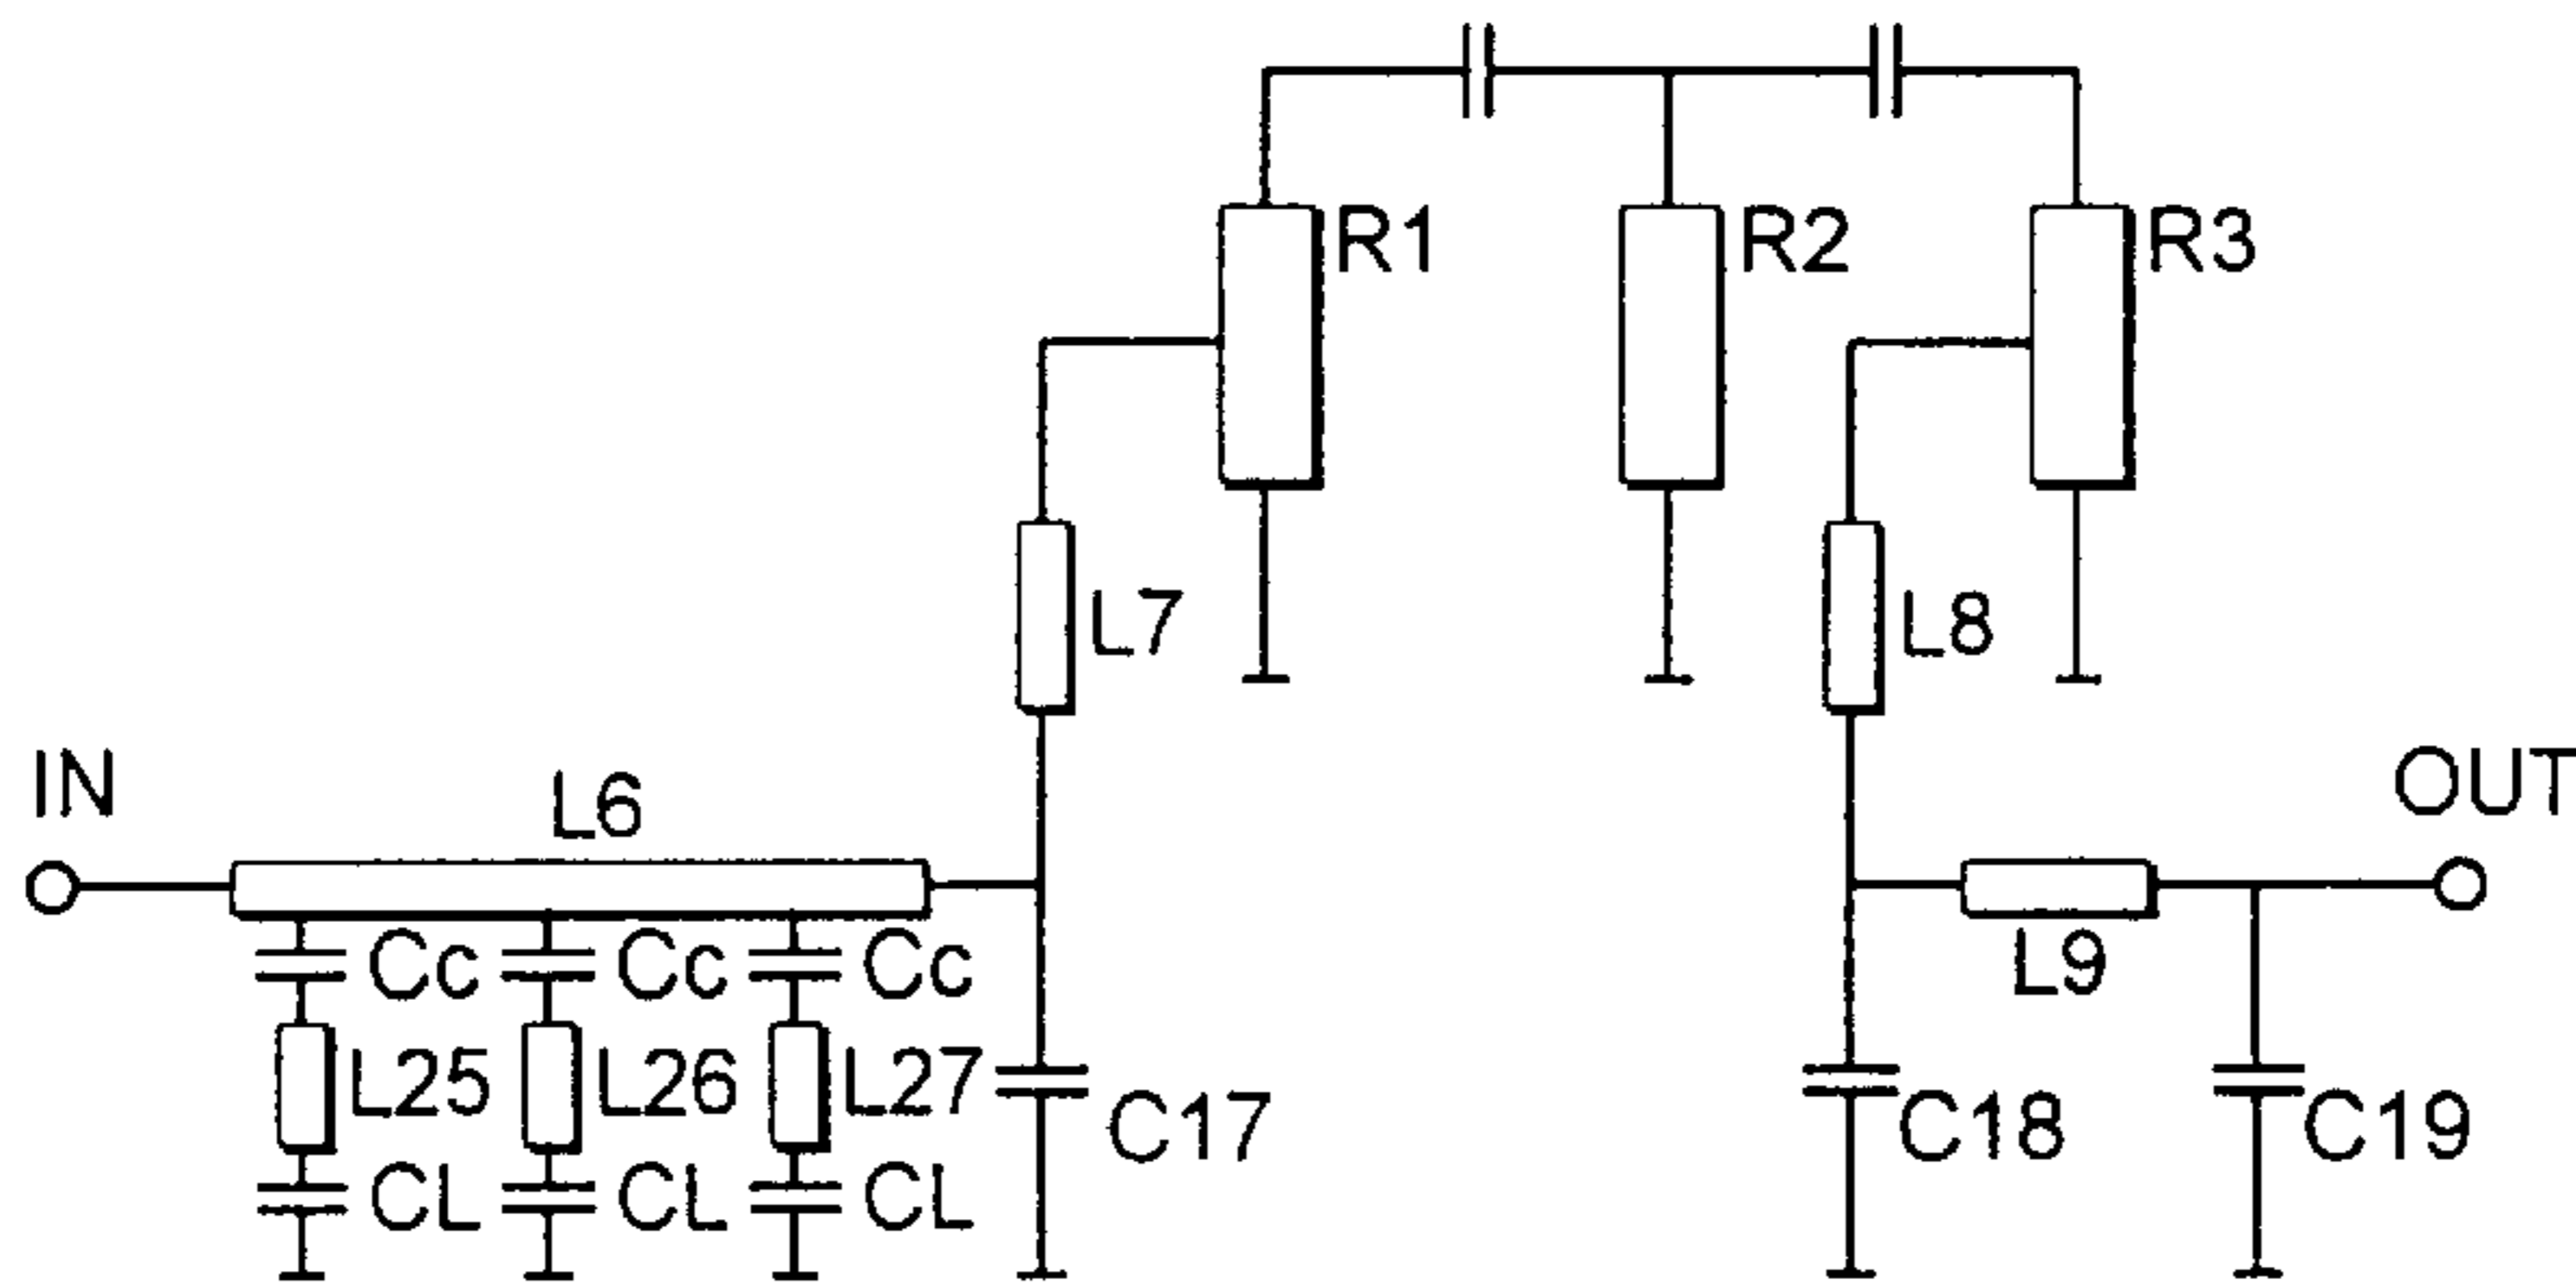 R1 R2 R3
L7 L8
IN L6 OUT
Cc Cc Cc L9
L25 L26 L27 C17 C18 C19
CL CL CL